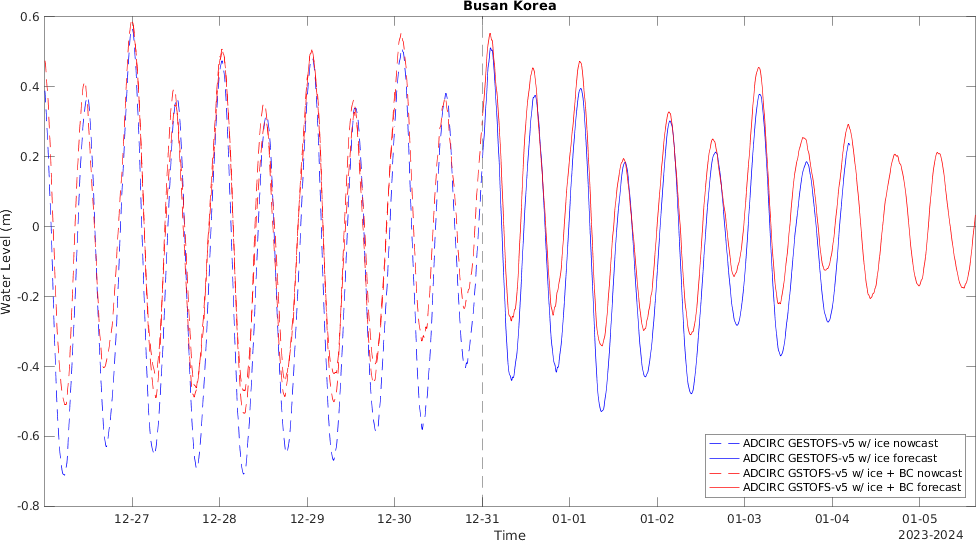 Busan Korea
0.6
0.4
0.2
0
-0.2
-0.4
-0.6
-0.8
Water Level (m)
ADCIRC GESTOFS-v5 w/ ice nowcast
ADCIRC GESTOFS-v5 w/ ice forecast
ADCIRC GSTOFS-v5 w/ ice + BC nowcast
ADCIRC GSTOFS-v5 w/ ice + BC forecast
12-27 12-28 12-29 12-30 12-31 01-01 01-02 01-03 01-04 01-05
Time
2023-2024